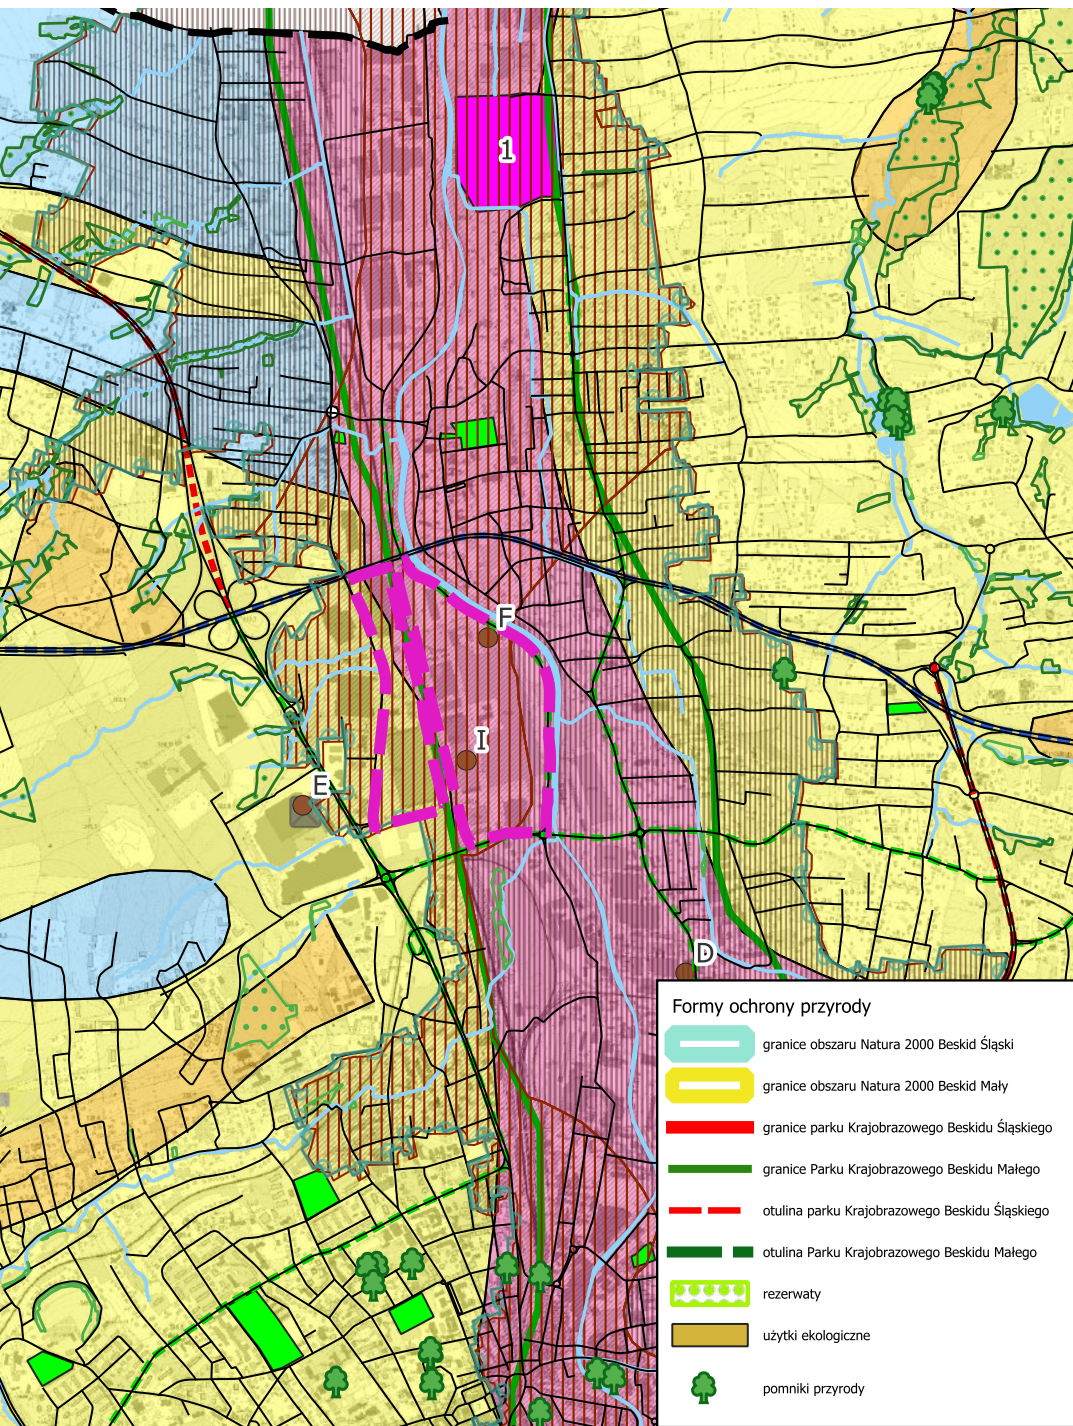 1
F
I
E
D
Formy ochrony przyrody
granice obszaru Natura 2000 Beskid Śląski
granice obszaru Natura 2000 Beskid Mały
granice parku Krajobrazowego Beskidu Śląskiego
granice Parku Krajobrazowego Beskidu Małego
otulina parku Krajobrazowego Beskidu Śląskiego
otulina Parku Krajobrazowego Beskidu Małego
rezerwaty
użytki ekologiczne
pomniki przyrody